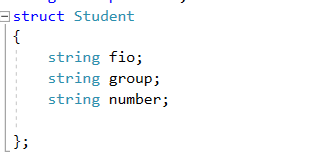 struct Student
{
string fio;
string group;
string number;
};